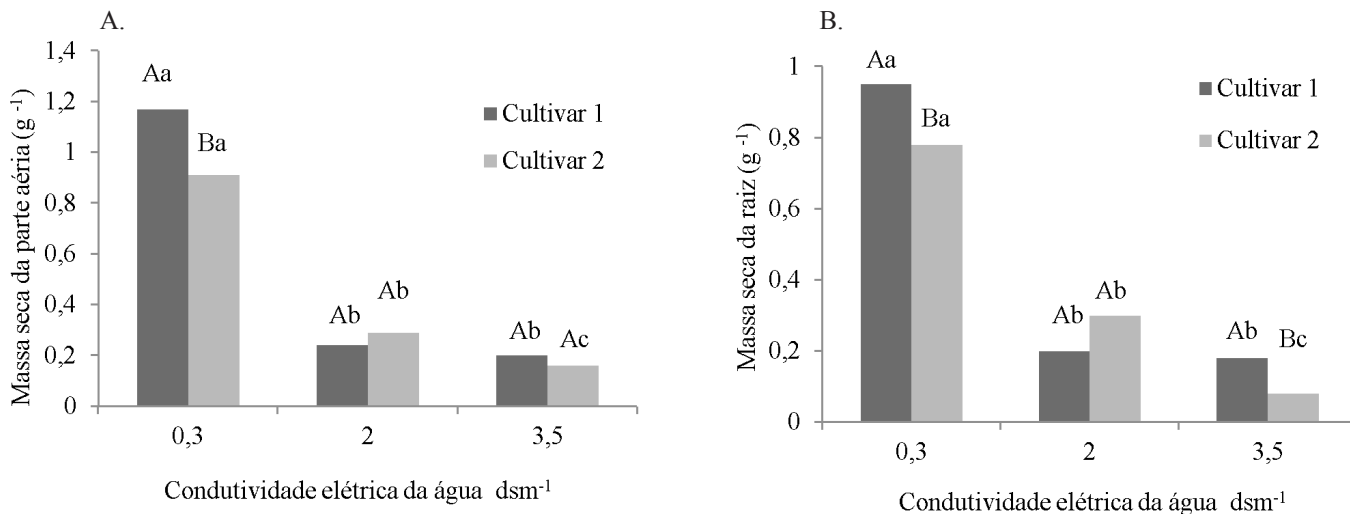 A.
Massa seca da parte aéria (g -1)
1,4
1,2
1
0,8
0,6
0,4
0,2
0
Aa
Ba
Ab
Ab
Ab
Ac
Cultivar 1
Cultivar 2
0,3
2
3,5
Condutividade elétrica da água dsm-1
B.
Massa seca da raiz (g -1)
1
0,8
0,6
0,4
0,2
0
Aa
Ba
Ab
Ab
Ab
Bc
Cultivar 1
Cultivar 2
0,3
2
3,5
Condutividade elétrica da água dsm-1